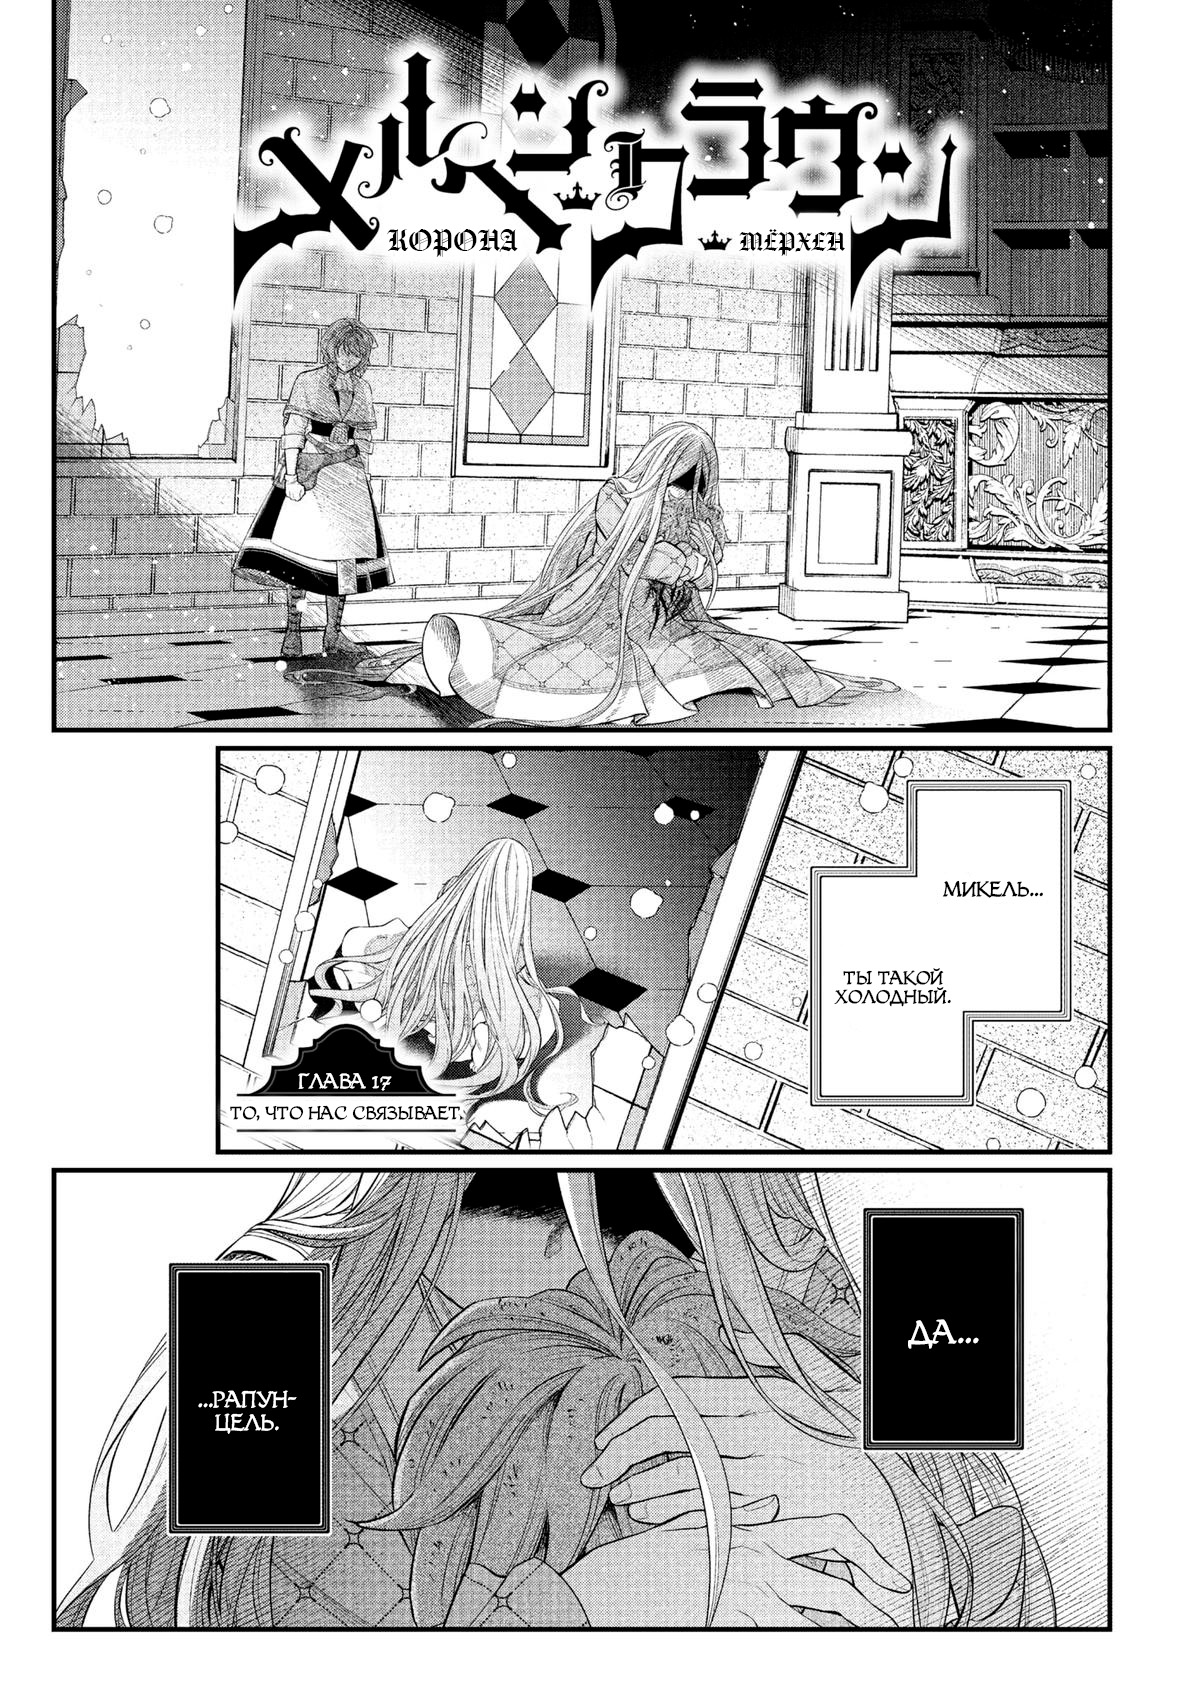 メルヘン・クラウン
КОРОНА МЁРХЕН
МИКЕЛЬ...
ТЫ ТАКОЙ
ХОЛОДНЫЙ.
ГЛАВА 17
ТО, ЧТО НАС СВЯЗЫВАЕТ.
ДА...
...РАПУН-
ЦЕЛЬ.